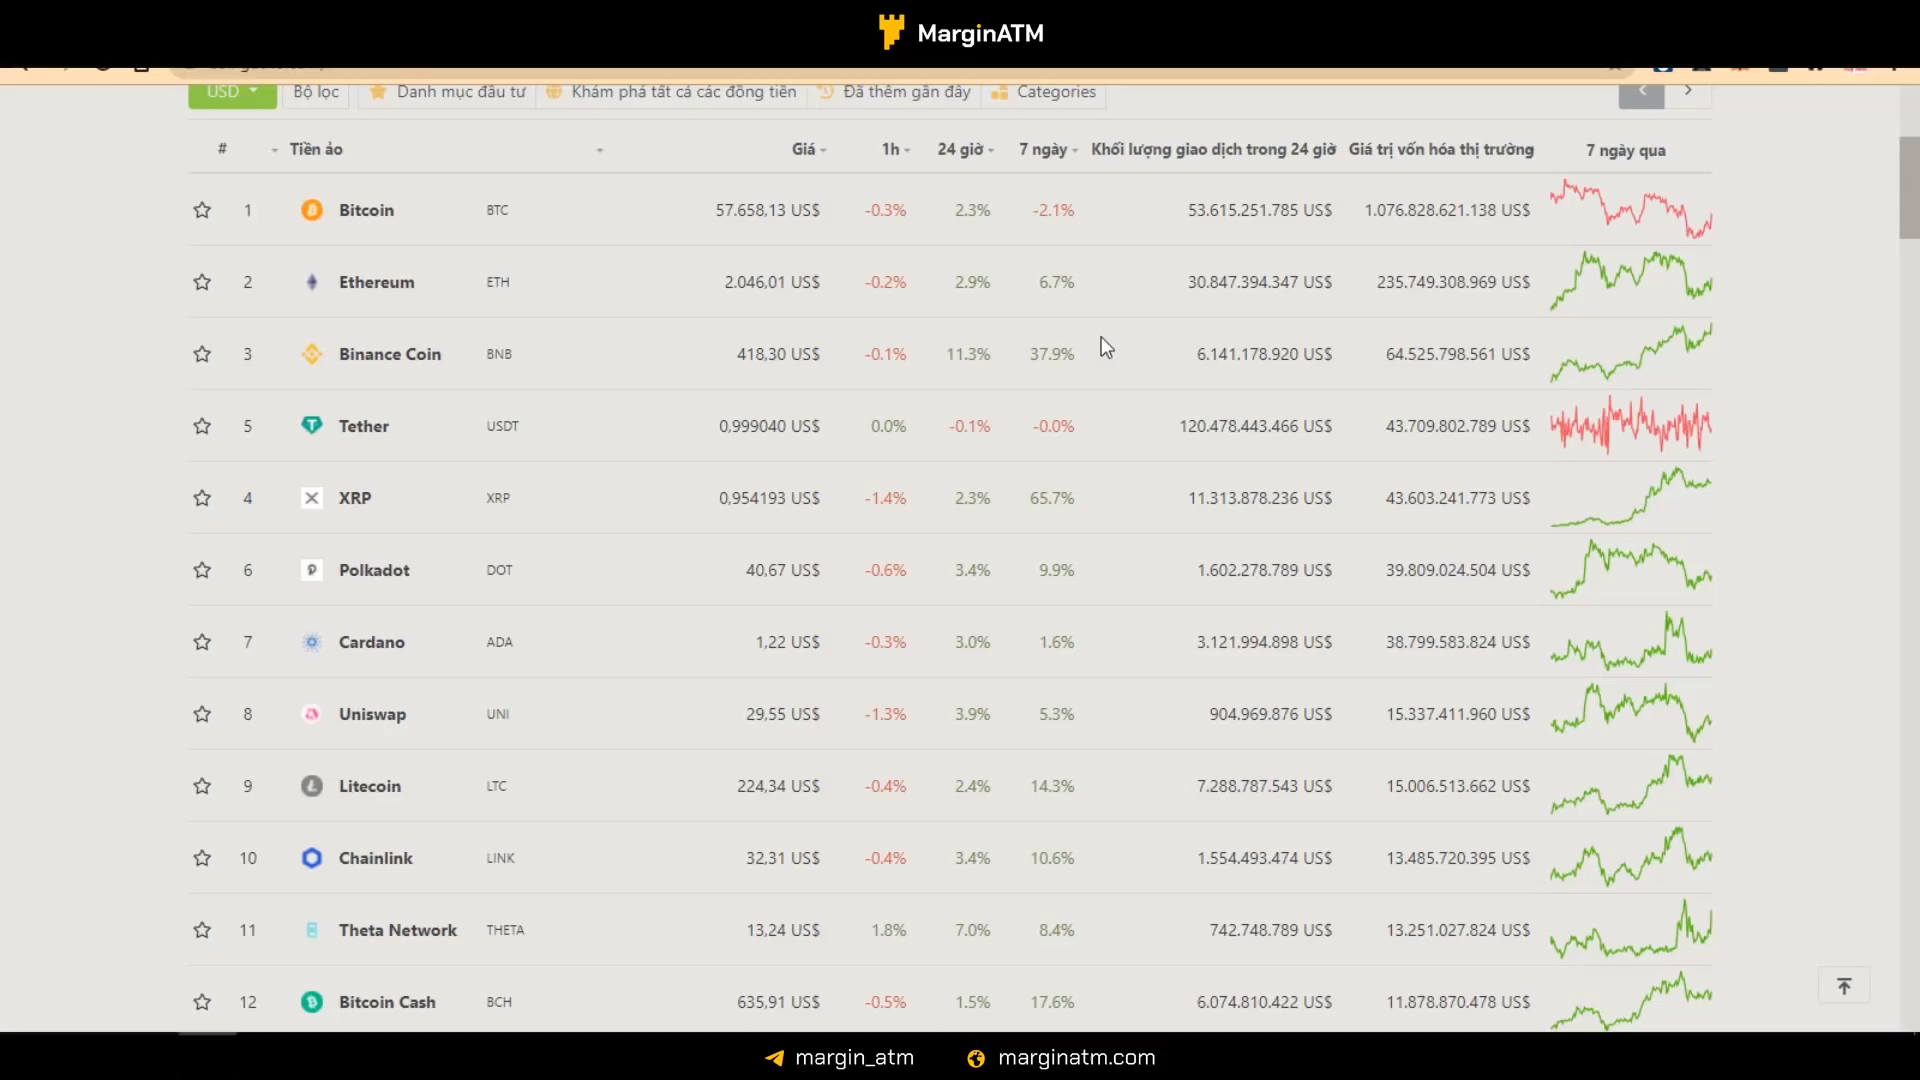 MarginATM
USD Bộ lọc Danh mục đầu tư Khám phá tất cả các đồng tiền Đã thêm gần đây Categories
# Tiền ảo Giá 1h 24 giờ 7 ngày Khối lượng giao dịch trong 24 giờ Giá trị vốn hóa thị trường 7 ngày qua
1 Bitcoin BTC 57.658,13 US$ -0.3% 2.3% -2.1% 53.615.251.785 US$ 1.076.828.621.138 US$
2 Ethereum ETH 2.046,01 US$ -0.2% 2.9% 6.7% 30.847.394.347 US$ 235.749.308.969 US$
3 Binance Coin BNB 418,30 US$ -0.1% 11.3% 37.9% 6.141.178.920 US$ 64.525.798.561 US$
5 Tether USDT 0,999040 US$ 0.0% -0.1% -0.0% 120.478.443.466 US$ 43.709.802.789 US$
4 XRP XRP 0,954193 US$ -1.4% 2.3% 65.7% 11.313.878.236 US$ 43.603.241.773 US$
6 Polkadot DOT 40,67 US$ -0.6% 3.4% 9.9% 1.602.278.789 US$ 39.809.024.504 US$
7 Cardano ADA 1,22 US$ -0.3% 3.0% 1.6% 3.121.994.898 US$ 38.799.583.824 US$
8 Uniswap UNI 29,55 US$ -1.3% 3.9% 5.3% 904.969.876 US$ 15.337.411.960 US$
9 Litecoin LTC 224,34 US$ -0.4% 2.4% 14.3% 7.288.787.543 US$ 15.006.513.662 US$
10 Chainlink LINK 32,31 US$ -0.4% 3.4% 10.6% 1.554.493.474 US$ 13.485.720.395 US$
11 Theta Network THETA 13,24 US$ 1.8% 7.0% 8.4% 742.748.789 US$ 13.251.027.824 US$
12 Bitcoin Cash BCH 635,91 US$ -0.5% 1.5% 17.6% 6.074.810.422 US$ 11.878.870.478 US$
margin_atm marginatm.com